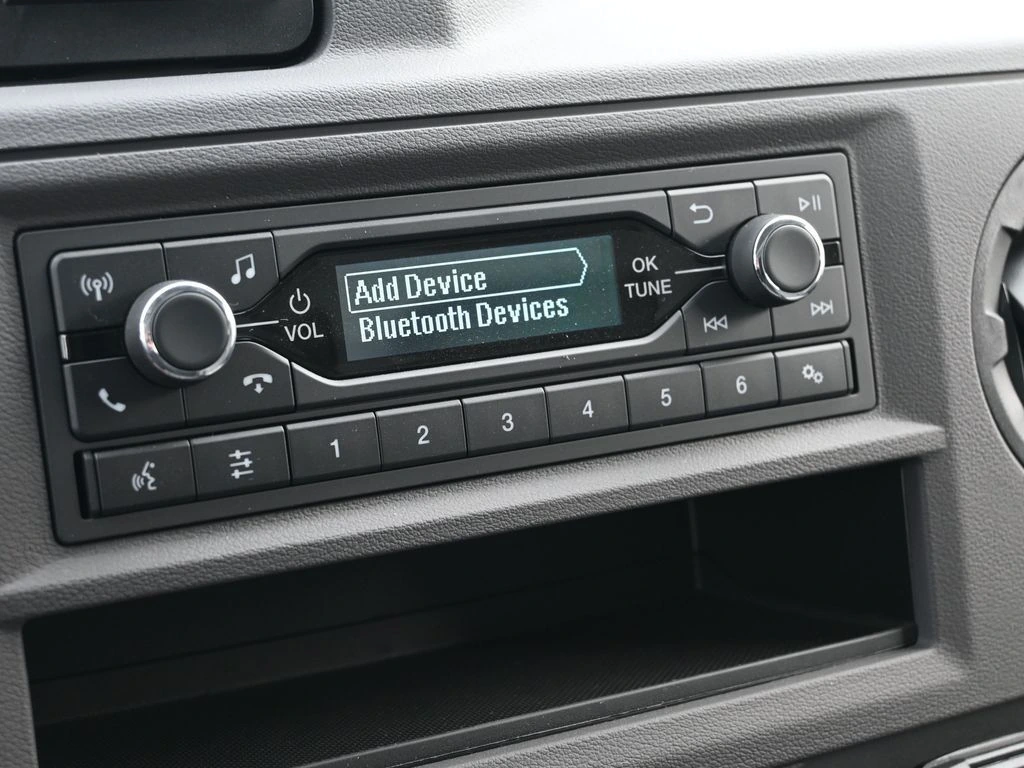 Add Device
Bluetooth Devices
VOL
OK
TUNE
1
2
3
4
5
6